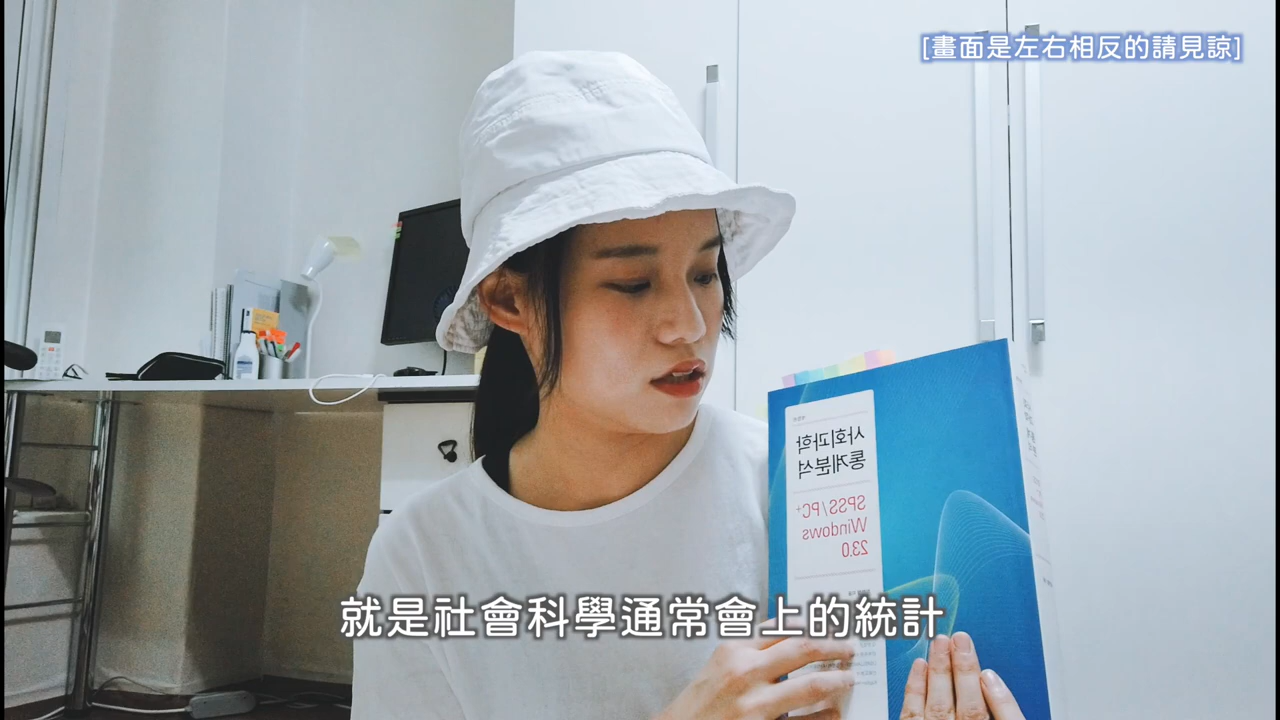 [畫面是左右相反的請見諒]
사회과학
통계분석
SPSS/PC+
Windows
23.0
就是社會科學通常會上的統計